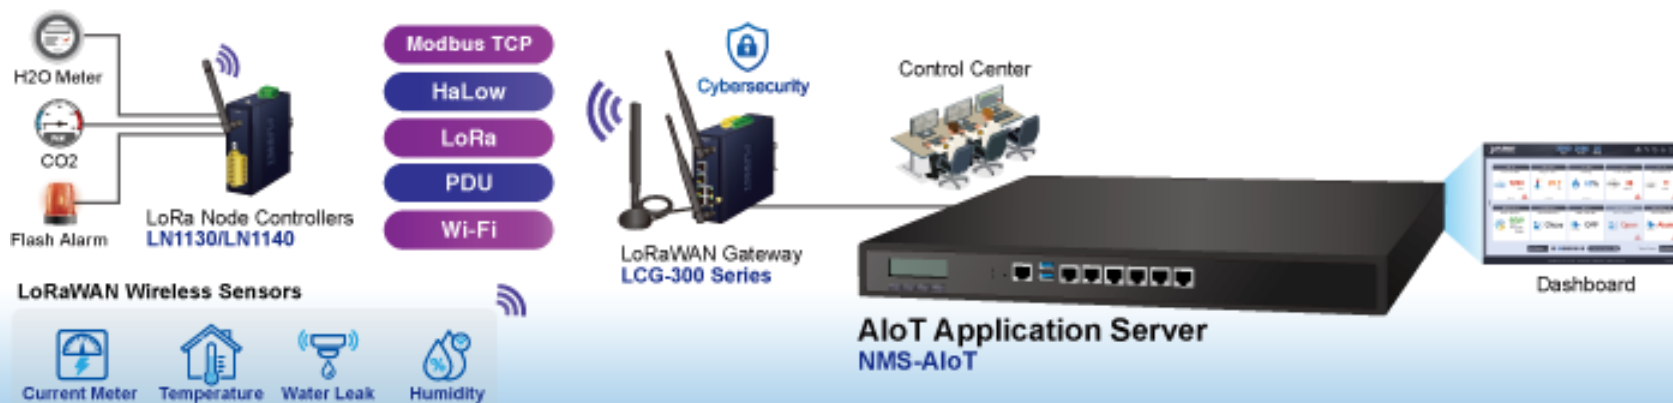 H2O Meter
CO2
Flash Alarm
LoRa Node Controllers
LN1130/LN1140
Modbus TCP
HaLow
LoRa
PDU
Wi-Fi
Cybersecurity
LoRaWAN Gateway
LCG-300 Series
Control Center
AIoT Application Server
NMS-AIoT
Dashboard
LoRaWAN Wireless Sensors
Current Meter
Temperature
Water Leak
Humidity